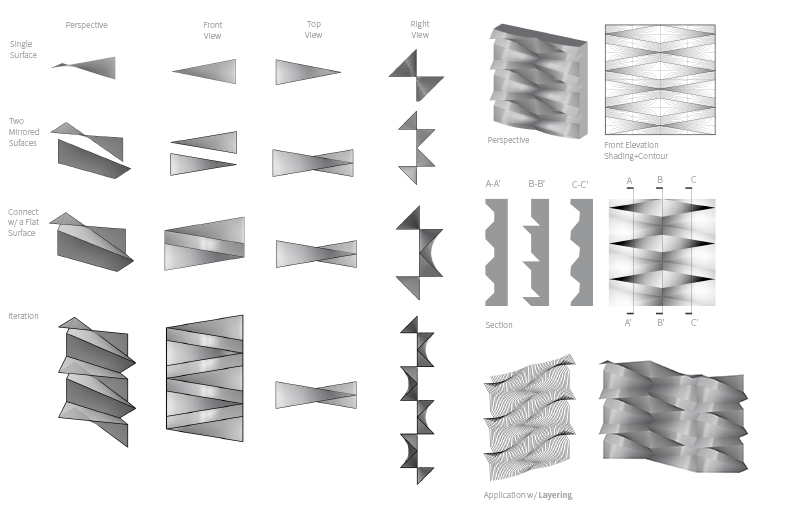 Perspective
Front
View
Top
View
Right
View
Single
Surface
Two
Mirrored
Sufaces
Connect
w/ a Flat
Surface
Iteration
Perspective
Front Elevation
Shading+Contour
A-A' B-B' C-C'
A B C
A' B' C'
Section
Application w/ Layering